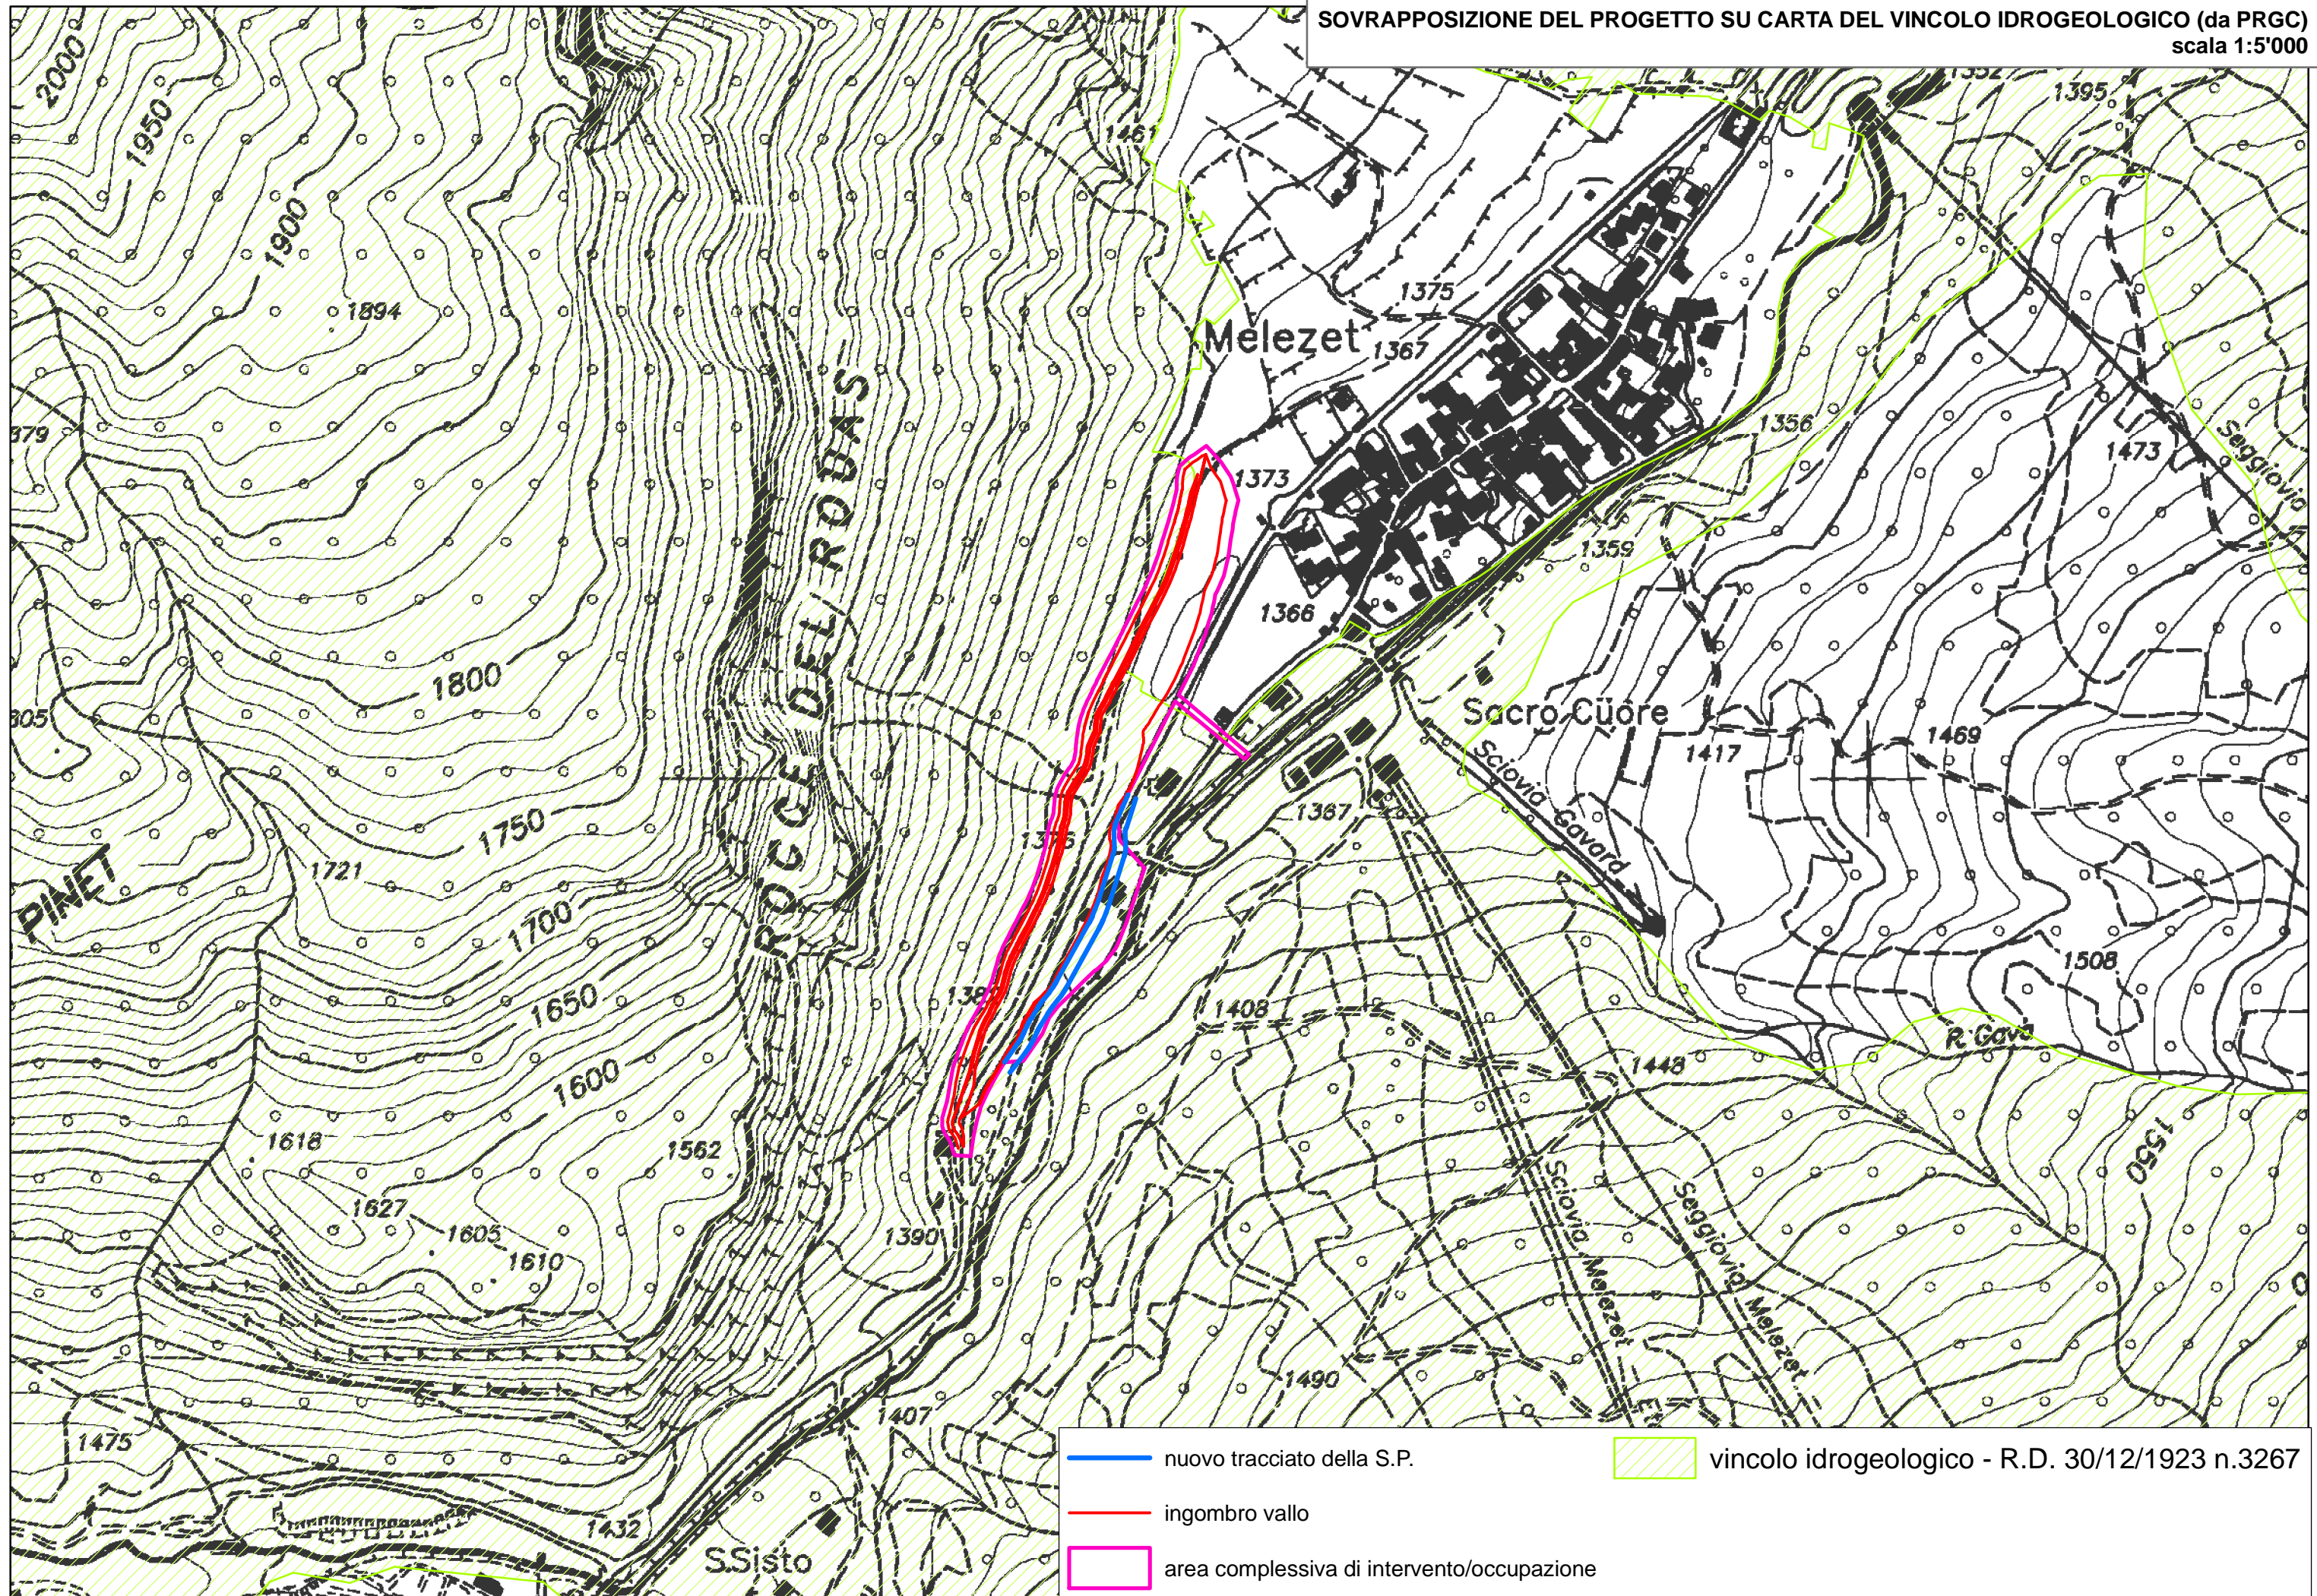 SOVRAPPOSIZIONE DEL PROGETTO SU CARTA DEL VINCOLO IDROGEOLOGICO (da PRGC)
scala 1:5'000
2000
1950
1900
1894
1461
1395
1375
Melezet
1367
1373
1356
1473
Seggiovia
1359
1366
ROCCE DEL ROUAS
1800
Sacro Cuore
1417
1469
Sciovia Gavard
1367
1750
1721
PINET
1700
1650
1508
1408
R. Gava
1448
1600
1618
1562
1550
1627
1605
1610
1390
Sciovia Melezet
Seggiovia Melezet
1490
1407
1475
1432
S.Sisto
nuovo tracciato della S.P.
vincolo idrogeologico - R.D. 30/12/1923 n.3267
ingombro vallo
area complessiva di intervento/occupazione